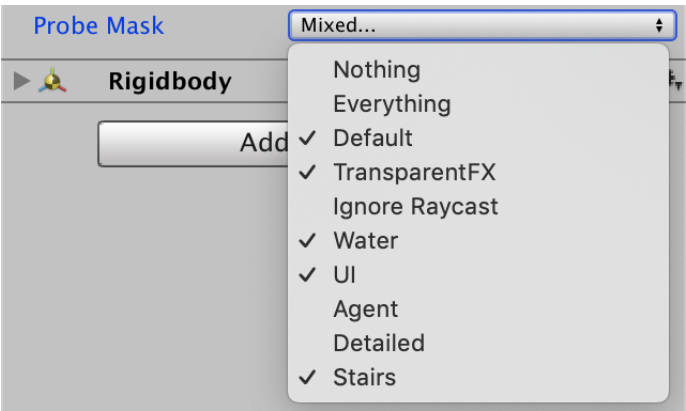 Probe Mask Mixed...
Nothing
Rigidbody
Everything
Add
Default
TransparentFX
Ignore Raycast
Water
UI
Agent
Detailed
Stairs